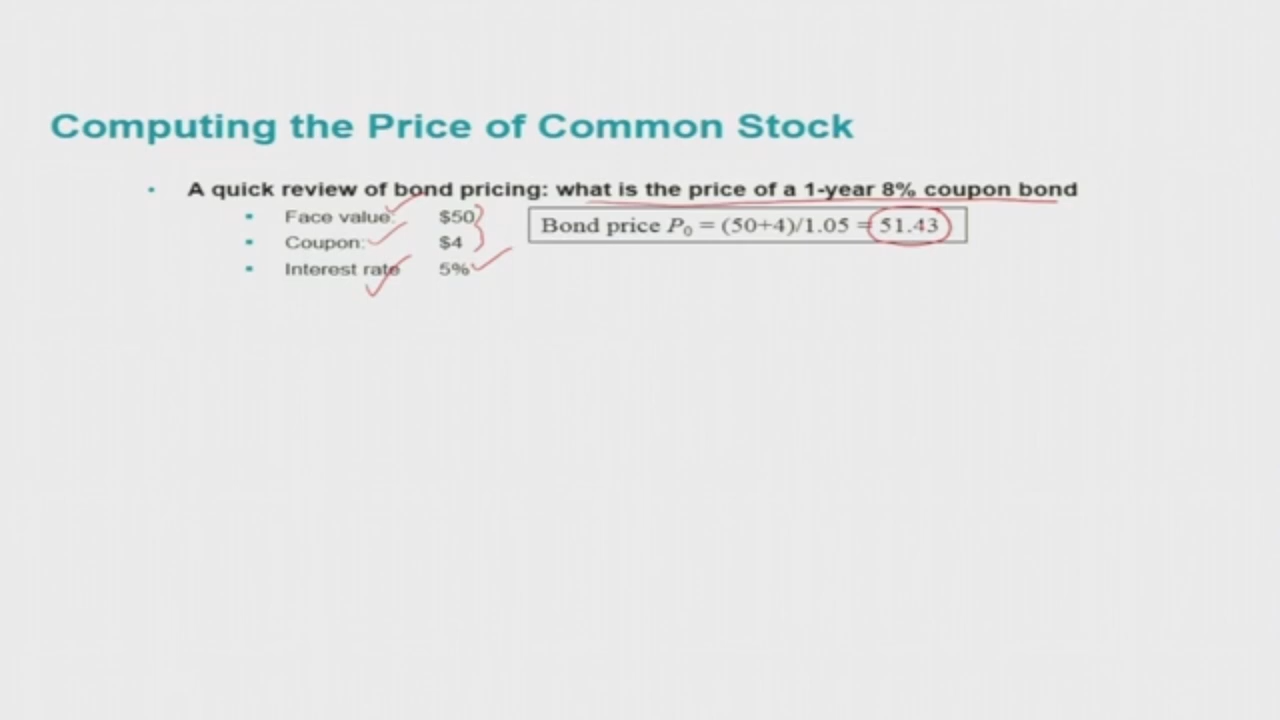 Computing the Price of Common Stock
• A quick review of bond pricing: what is the price of a 1-year 8% coupon bond
▪ Face value: $50
▪ Coupon: $4
▪ Interest rate 5%
Bond price P₀ = (50+4)/1.05 = 51.43